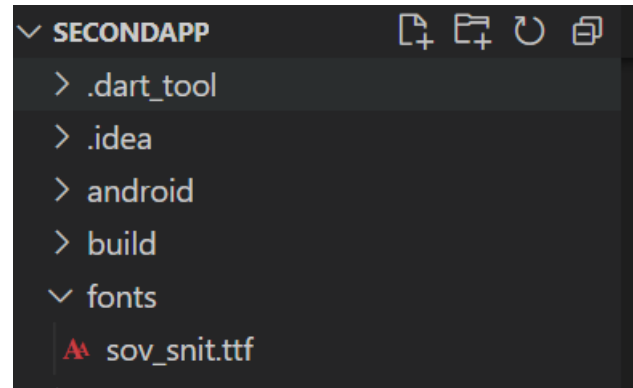 SECONDAPP
.dart_tool
.idea
android
build
fonts
sov_snit.ttf